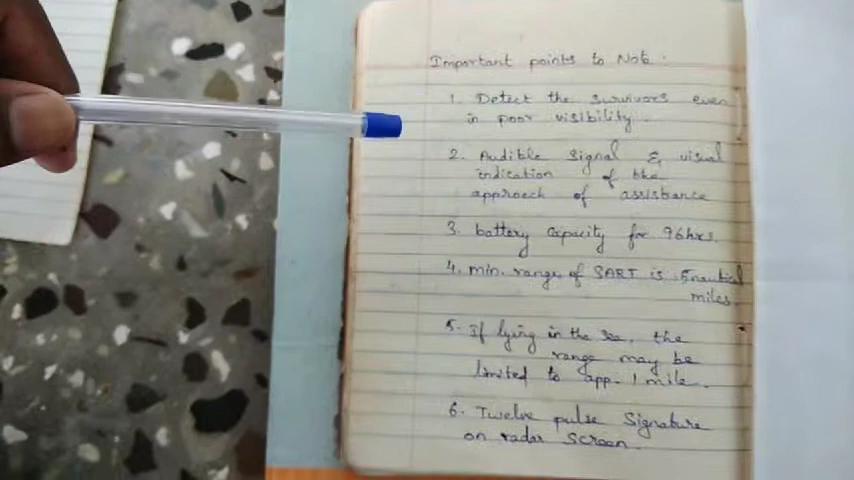 Important points to Note :
1. Detect the survivors even
in poor visibility.
2. Audible signal & visual
indication of the
approach of assistance
3. battery capacity for 96hrs.
4. min. range of SART is 5 nautical
miles.
5. If lying in the sea, the
range may be
limited to app. 1 mile.
6. Twelve pulse Signature
on radar screen.